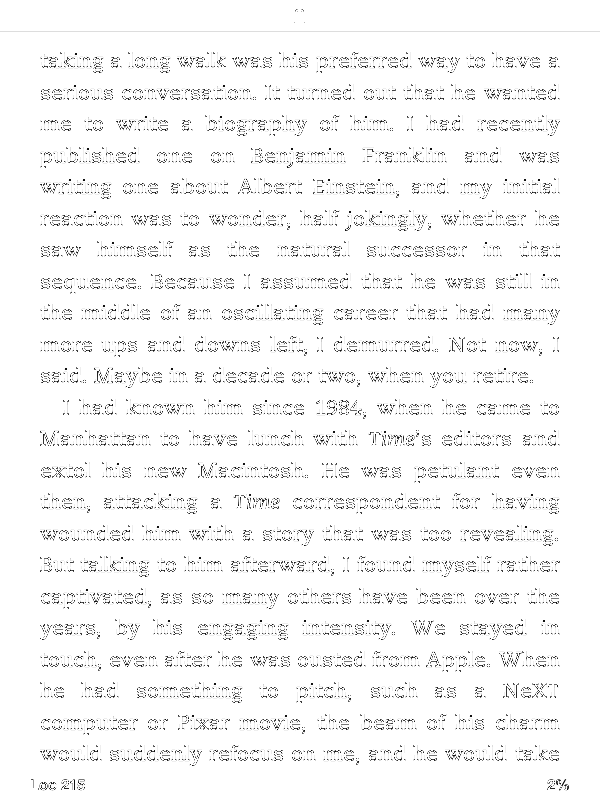 taking a long walk was his preferred way to have a
serious conversation. It turned out that he wanted
me to write a biography of him. I had recently
published one on Benjamin Franklin and was
writing one about Albert Einstein, and my initial
reaction was to wonder, half jokingly, whether he
saw himself as the natural successor in that
sequence. Because I assumed that he was still in
the middle of an oscillating career that had many
more ups and downs left, I demurred. Not now, I
said. Maybe in a decade or two, when you retire.
I had known him since 1984, when he came to
Manhattan to have lunch with Time's editors and
extol his new Macintosh. He was petulant even
then, attacking a Time correspondent for having
wounded him with a story that was too revealing.
But talking to him afterward, I found myself rather
captivated, as so many others have been over the
years, by his engaging intensity. We stayed in
touch, even after he was ousted from Apple. When
he had something to pitch, such as a NeXT
computer or Pixar movie, the beam of his charm
would suddenly refocus on me, and he would take
Loc 215 2%